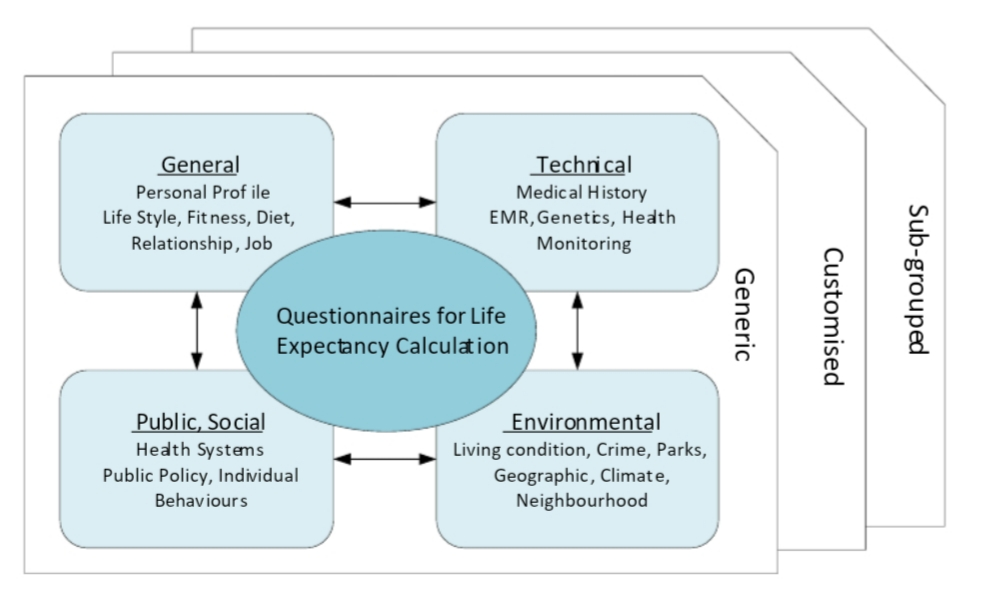 General
Personal Profile
Life Style, Fitness, Diet,
Relationship, Job
Technical
Medical History
EMR, Genetics, Health
Monitoring
Questionnaires for Life
Expectancy Calculation
Public, Social
Health Systems
Public Policy, Individual
Behaviours
Environmental
Living condition, Crime, Parks,
Geographic, Climate,
Neighbourhood
Generic
Customised
Sub-grouped